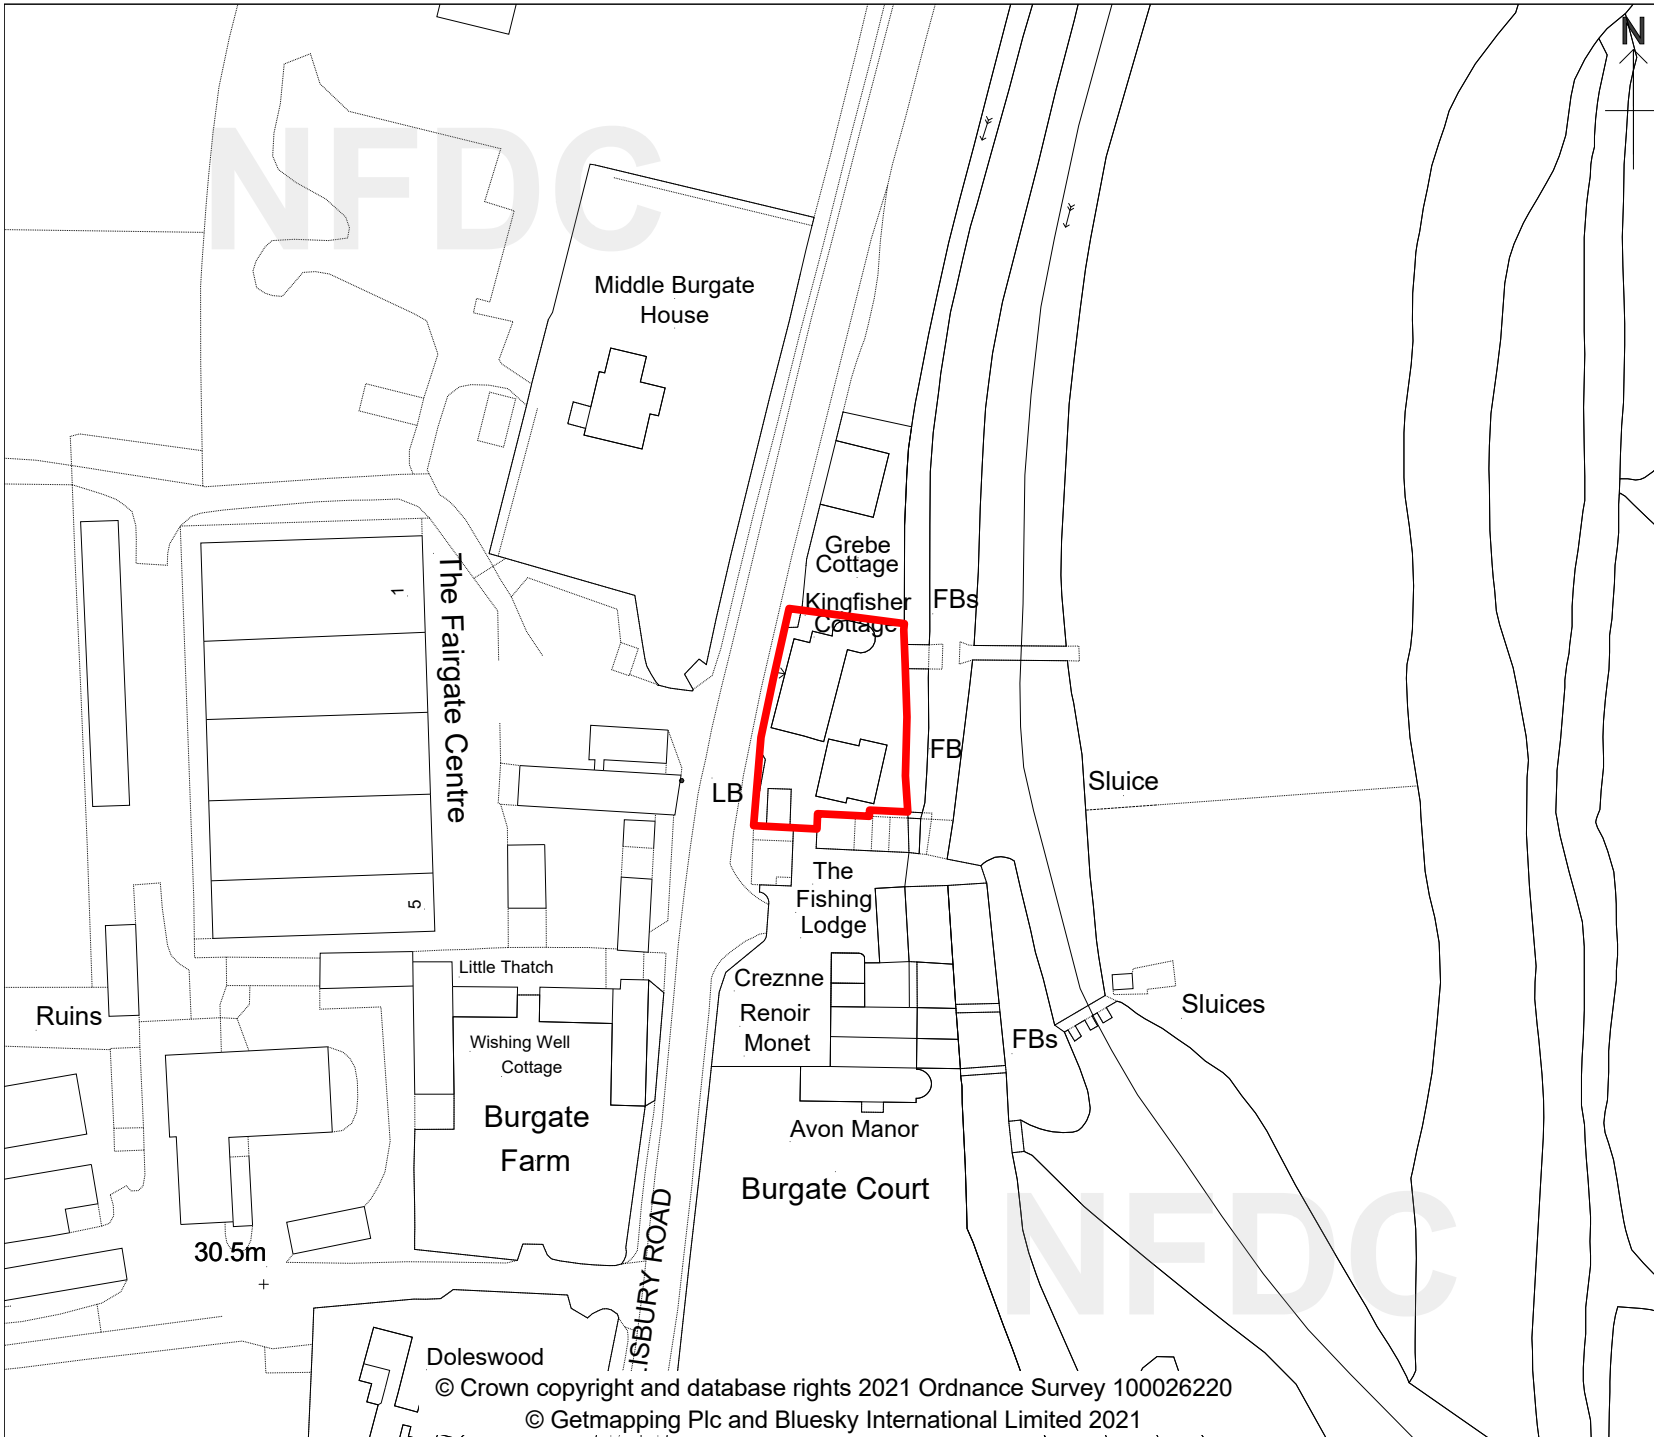 N
NFDC
Middle Burgate
House
Grebe
Cottage
Kingfisher
Cottage
FBs
The Fairgate Centre
1
5
FB
LB
Sluice
The
Fishing
Lodge
Little Thatch
Creznne
Renoir
Monet
Ruins
Sluices
FBs
Wishing Well
Cottage
Burgate
Farm
Avon Manor
Burgate Court
NFDC
30.5m
ISBURY ROAD
Doleswood
© Crown copyright and database rights 2021 Ordnance Survey 100026220
© Getmapping Plc and Bluesky International Limited 2021